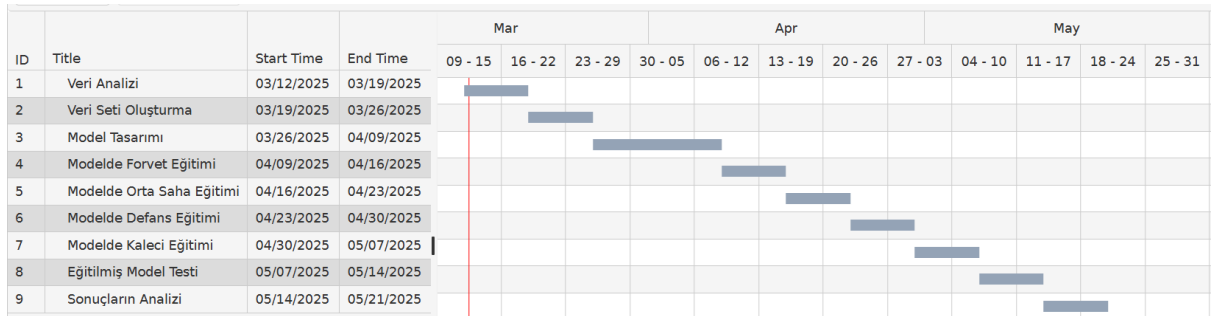 Mar Apr May
ID Title Start Time End Time 09 - 15 16 - 22 23 - 29 30 - 05 06 - 12 13 - 19 20 - 26 27 - 03 04 - 10 11 - 17 18 - 24 25 - 31
1 Veri Analizi 03/12/2025 03/19/2025
2 Veri Seti Oluşturma 03/19/2025 03/26/2025
3 Model Tasarımı 03/26/2025 04/09/2025
4 Modelde Forvet Eğitimi 04/09/2025 04/16/2025
5 Modelde Orta Saha Eğitimi 04/16/2025 04/23/2025
6 Modelde Defans Eğitimi 04/23/2025 04/30/2025
7 Modelde Kaleci Eğitimi 04/30/2025 05/07/2025
8 Eğitilmiş Model Testi 05/07/2025 05/14/2025
9 Sonuçların Analizi 05/14/2025 05/21/2025